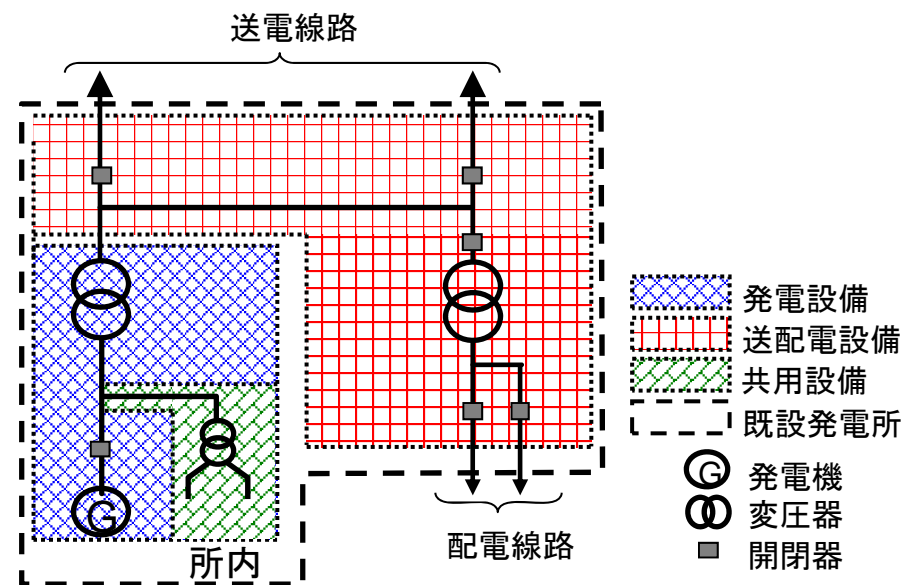 送電線路
発電設備
送配電設備
共用設備
既設発電所
G
発電機
変圧器
開閉器
G
所内
配電線路